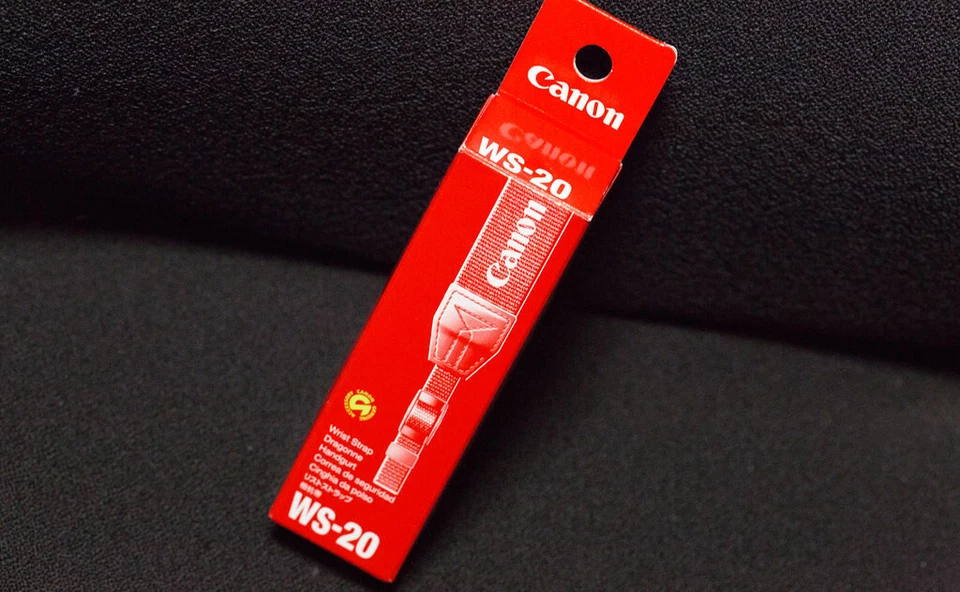 Canon
Canon
WS-20
Canon
Wrist Strap
Dragonne
Handgurt
Correa de seguridad
Cinghia da polso
リストストラップ
WS-20